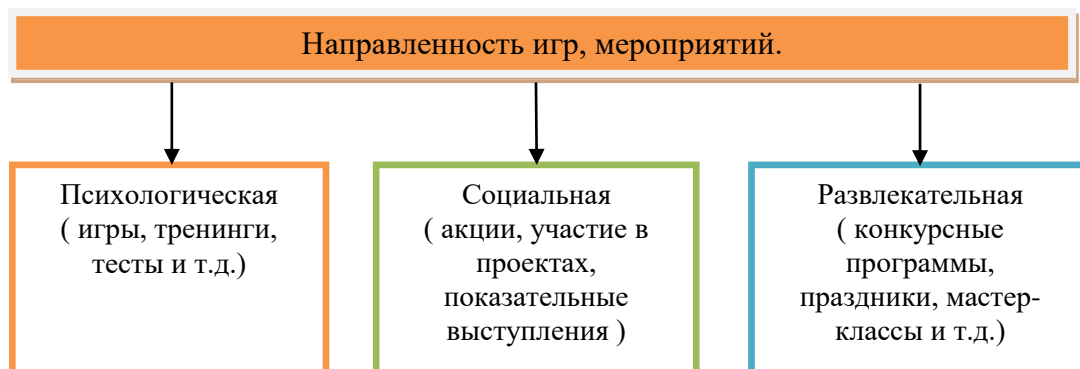 Направленность игр, мероприятий.
Психологическая
( игры, тренинги,
тесты и т.д.)
Социальная
( акции, участие в
проектах,
показательные
выступления )
Развлекательная
( конкурсные
программы,
праздники, мастер-
классы и т.д.)